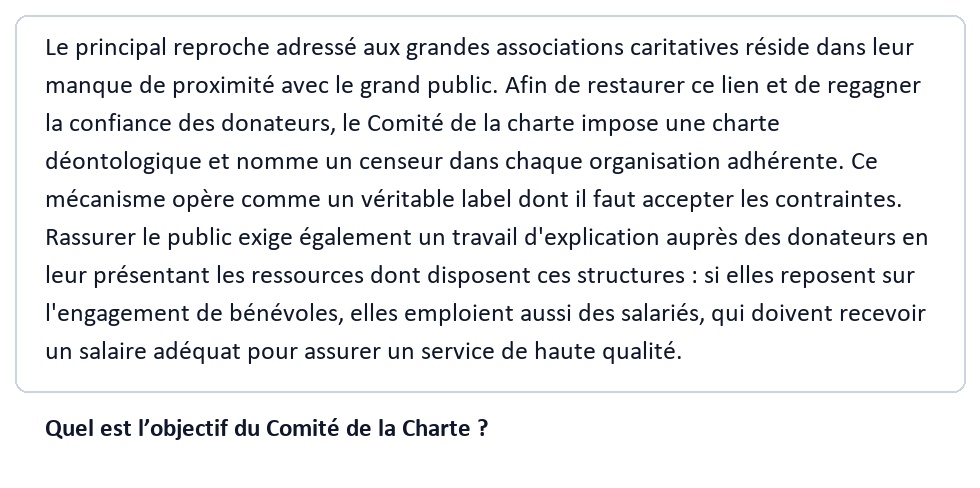 Le principal reproche adressé aux grandes associations caritatives réside dans leur
manque de proximité avec le grand public. Afin de restaurer ce lien et de regagner
la confiance des donateurs, le Comité de la charte impose une charte
déontologique et nomme un censeur dans chaque organisation adhérente. Ce
mécanisme opère comme un véritable label dont il faut accepter les contraintes.
Rassurer le public exige également un travail d'explication auprès des donateurs en
leur présentant les ressources dont disposent ces structures : si elles reposent sur
l'engagement de bénévoles, elles emploient aussi des salariés, qui doivent recevoir
un salaire adéquat pour assurer un service de haute qualité.
Quel est l’objectif du Comité de la Charte ?